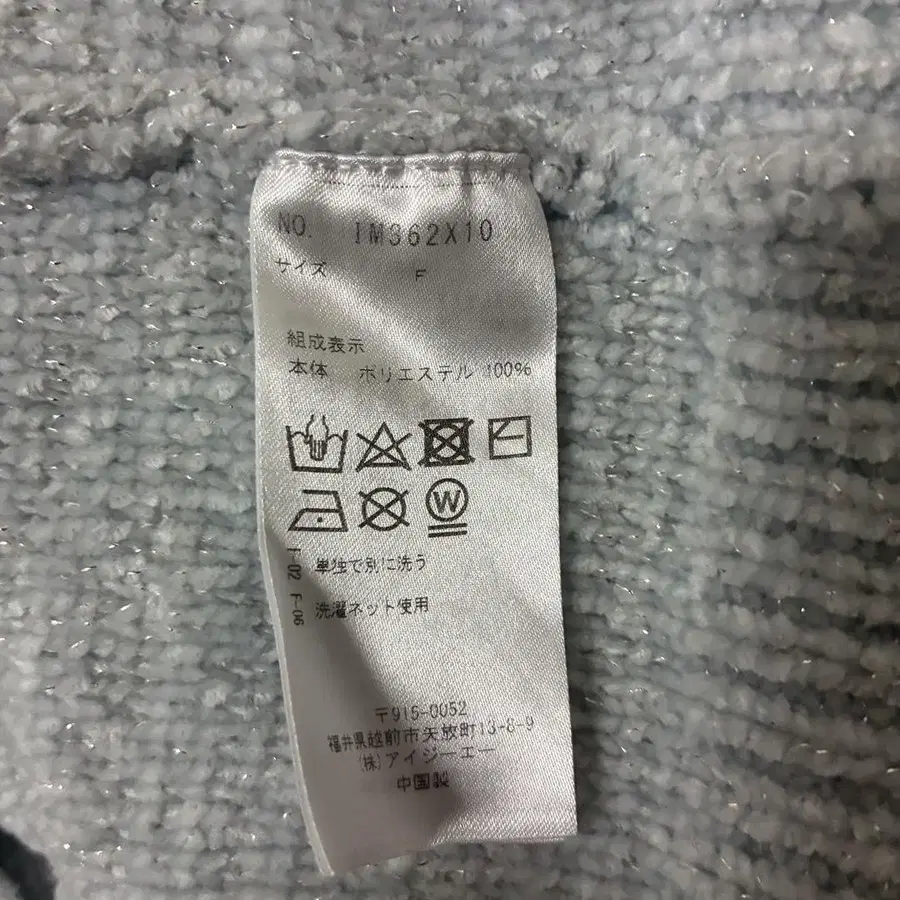 NO. IM362X10
サイズ F
組成表示
本体 ポリエステル 100%
W
F-02 単独で別に洗う
F-06 洗濯ネット使用
〒915-0052
福井県越前市矢放町13-8-9
(株)アイジーエー
中国製